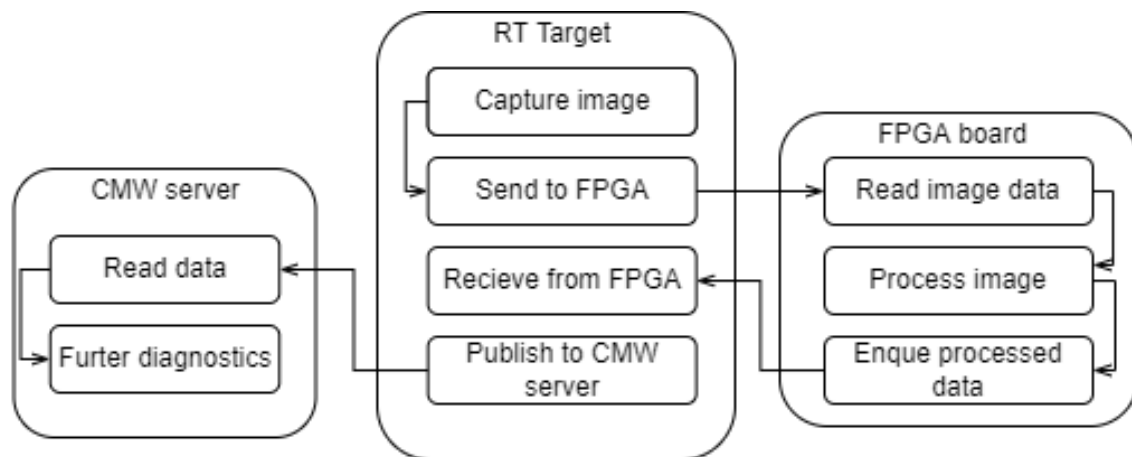 RT Target
Capture image
Send to FPGA
Recieve from FPGA
Publish to CMW
server
FPGA board
Read image data
Process image
Enque processed
data
CMW server
Read data
Furter diagnostics